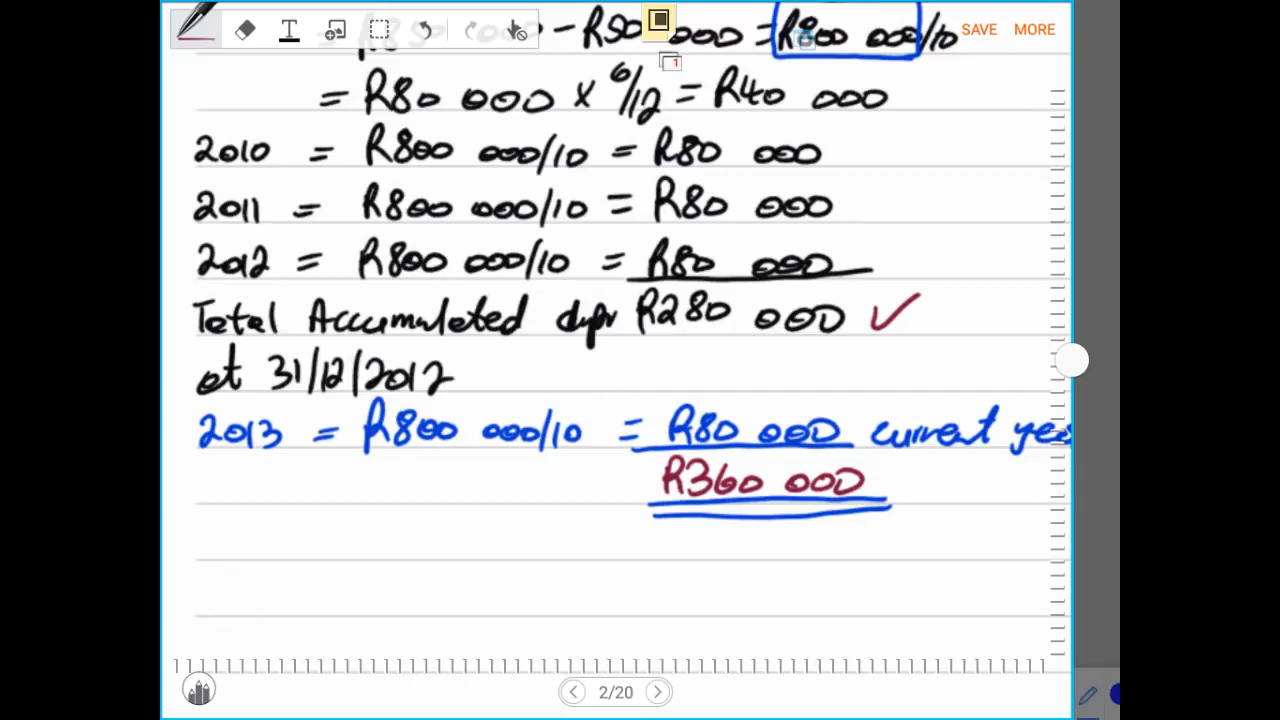 SAVE MORE
- R50 000 = R800 000/10
= R80 000 x 6/12 = R40 000
2010 = R800 000/10 = R80 000
2011 = R800 000/10 = R80 000
2012 = R800 000/10 = R80 000
Total Accumulated depr R280 000 ✓
at 31/12/2012
2013 = R800 000/10 = R80 000 current year
R360 000
2/20